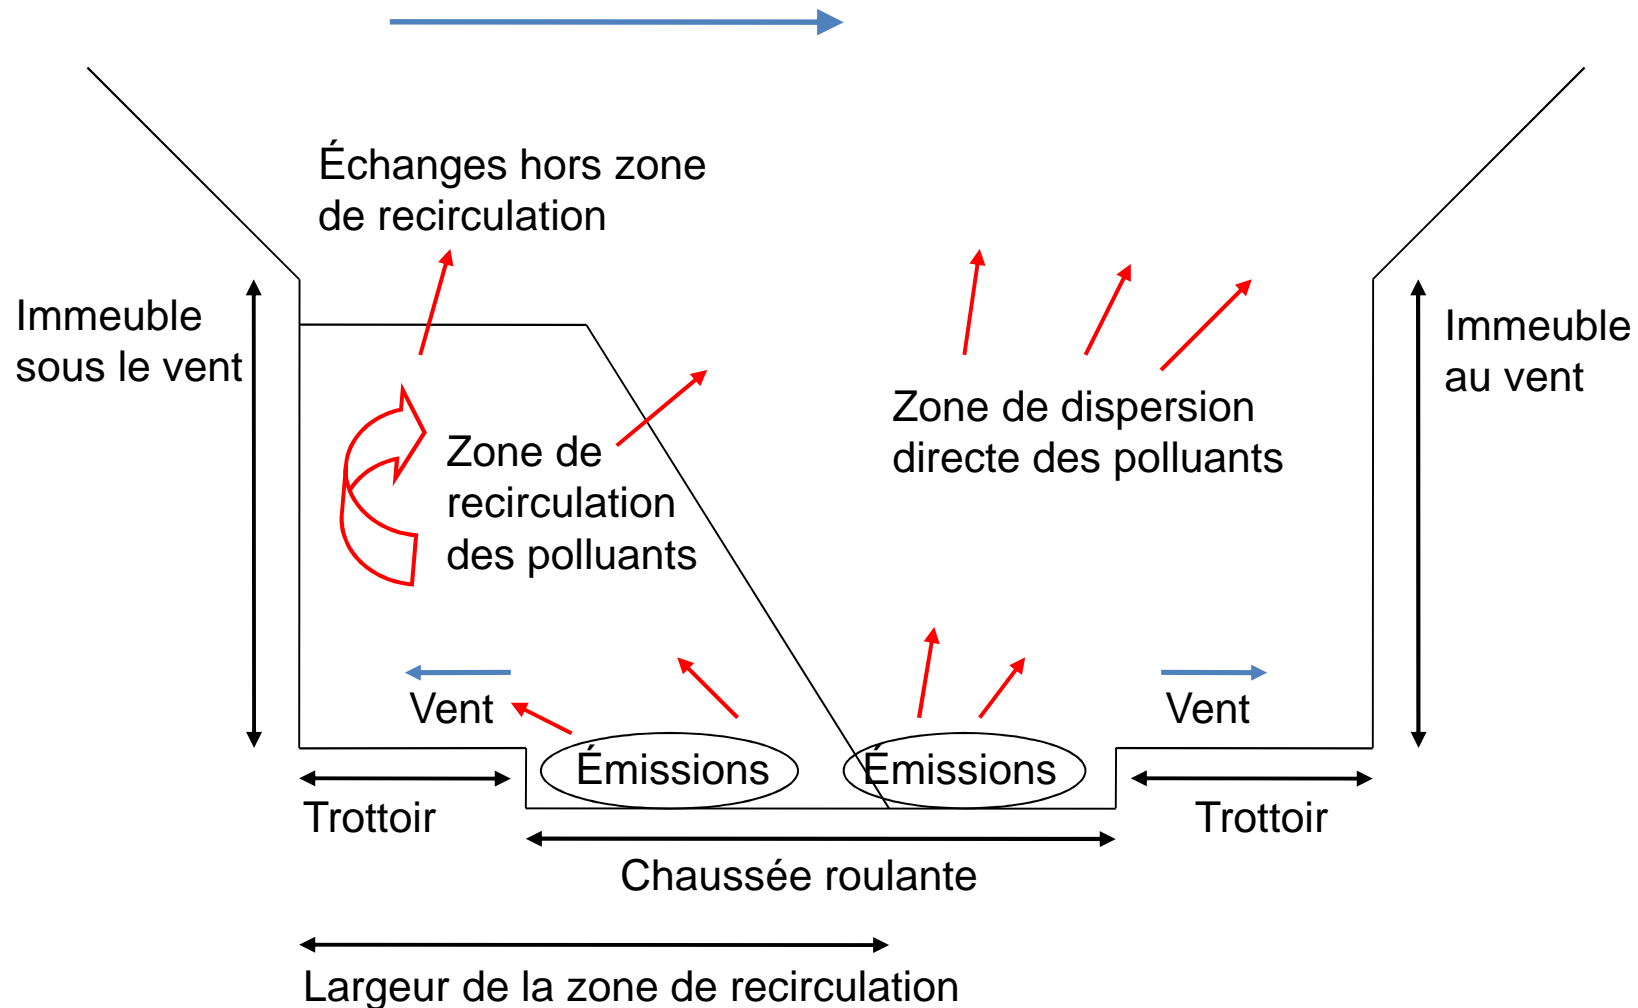 Échanges hors zone
de recirculation
Immeuble
sous le vent
Immeuble
au vent
Zone de
recirculation
des polluants
Zone de dispersion
directe des polluants
Vent
Vent
Émissions
Émissions
Trottoir
Trottoir
Chaussée roulante
Largeur de la zone de recirculation